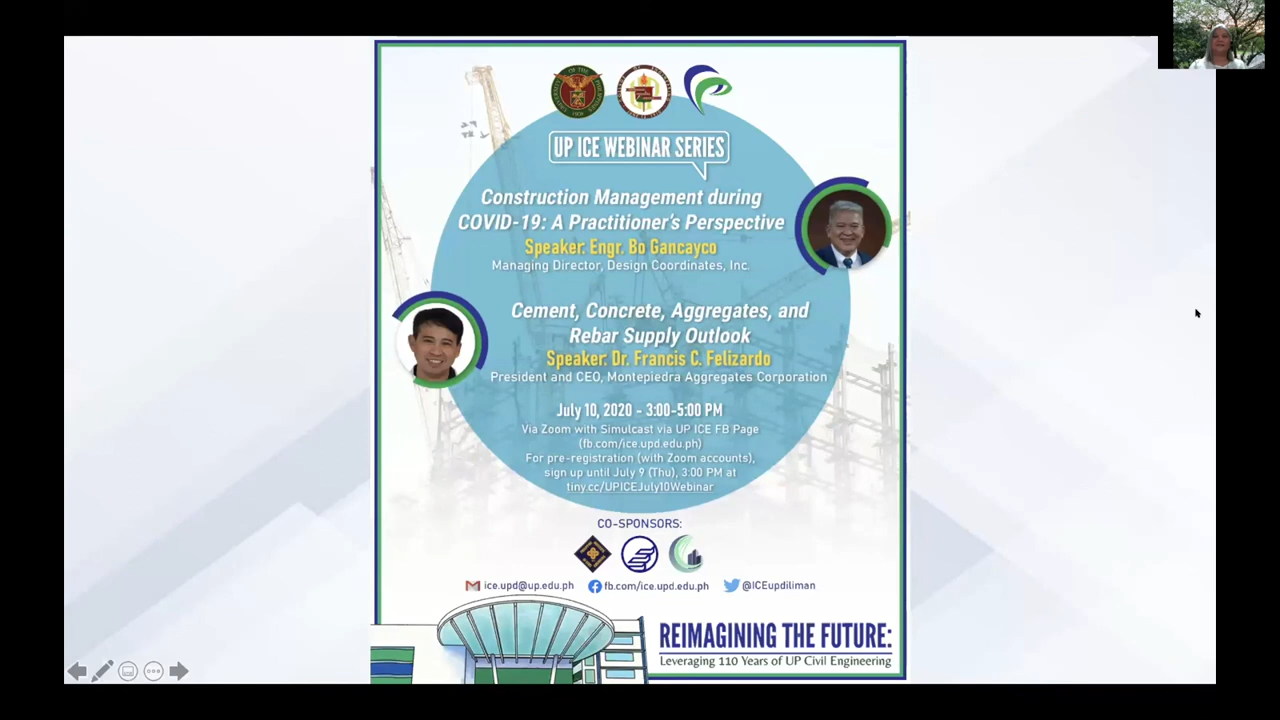 UP ICE WEBINAR SERIES
Construction Management during
COVID-19: A Practitioner's Perspective
Speaker: Engr. Bo Gancayco
Managing Director, Design Coordinates, Inc.
Cement, Concrete, Aggregates, and
Rebar Supply Outlook
Speaker: Dr. Francis C. Felizardo
President and CEO, Montepiedra Aggregates Corporation
July 10, 2020 - 3:00-5:00 PM
Via Zoom with Simulcast via UP ICE FB Page
(fb.com/ice.upd.edu.ph)
For pre-registration (with Zoom accounts),
sign up until July 9 (Thu), 3:00 PM at
tiny.cc/UPICEJuly10Webinar
CO-SPONSORS:
ice.upd@up.edu.ph fb.com/ice.upd.edu.ph @ICEupdiliman
REIMAGINING THE FUTURE:
Leveraging 110 Years of UP Civil Engineering